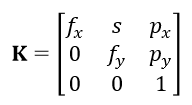 K = [ f_x s p_x
0 f_y p_y
0 0 1 ]